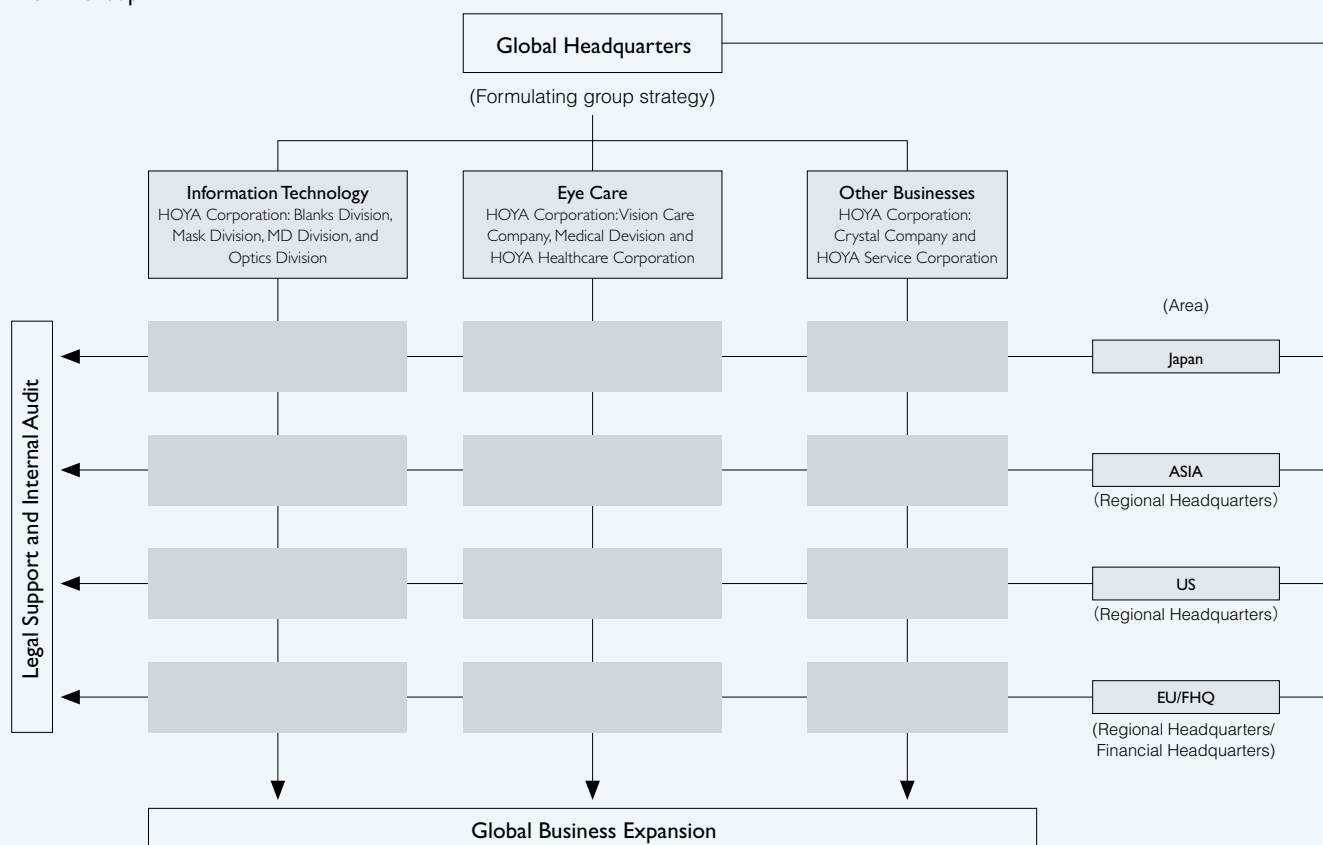 Global Headquarters
(Formulating group strategy)
Information Technology
HOYA Corporation: Blanks Division,
Mask Division, MD Division, and
Optics Division
Eye Care
HOYA Corporation: Vision Care
Company, Medical Devision and
HOYA Healthcare Corporation
Other Businesses
HOYA Corporation:
Crystal Company and
HOYA Service Corporation
(Area)
Legal Support and Internal Audit
Japan
ASIA
(Regional Headquarters)
US
(Regional Headquarters)
EU/FHQ
(Regional Headquarters/
Financial Headquarters)
Global Business Expansion